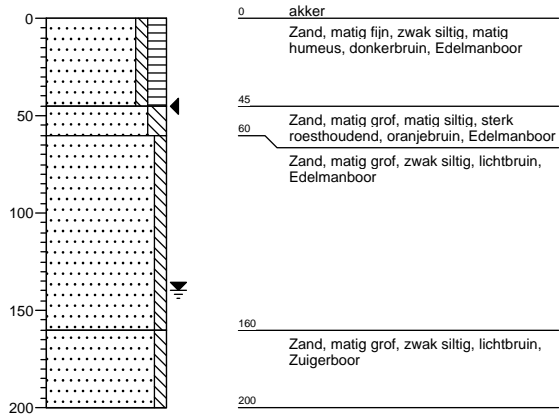 0
50
100
150
200
0 akker
Zand, matig fijn, zwak siltig, matig
humeus, donkerbruin, Edelmanboor
45
Zand, matig grof, matig siltig, sterk
roesthoudend, oranjebruin, Edelmanboor
60
Zand, matig grof, zwak siltig, lichtbruin,
Edelmanboor
160
Zand, matig grof, zwak siltig, lichtbruin,
Zuigerboor
200